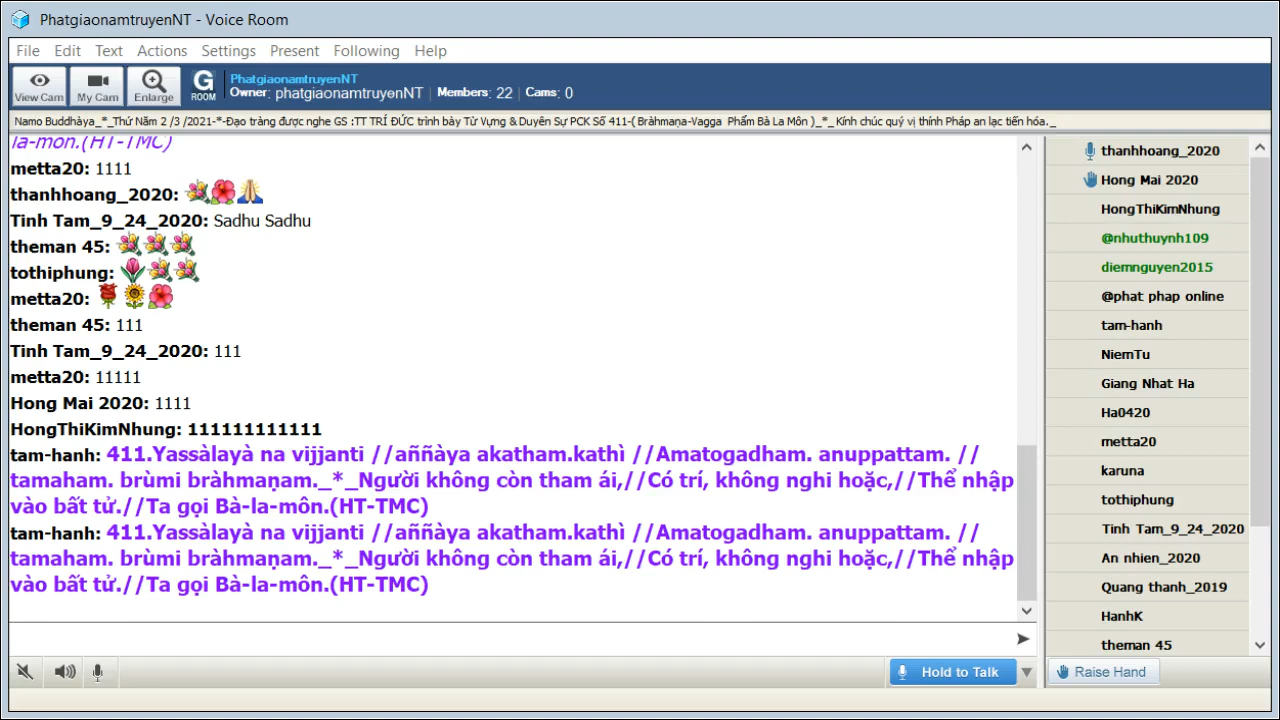 PhatgiaonamtruyenNT - Voice Room
File Edit Text Actions Settings Present Following Help
View Cam My Cam Enlarge G ROOM
PhatgiaonamtruyenNT
Owner: phatgiaonamtruyenNT Members: 22 Cams: 0
Namo Buddhàya_*_Thứ Năm 2 /3 /2021-*-Đạo tràng được nghe GS :TT TRÍ ĐỨC trình bày Từ Vựng & Duyên Sự PCK Số 411-( Bràhmaṇa-Vagga Phẩm Bà La Môn )_*_ Kính chúc quý vị thính Pháp an lạc tiến hóa._
la-môn.(HT-TMC)
metta20: 1111
thanhhoang_2020:
Tinh Tam_9_24_2020: Sadhu Sadhu
theman 45:
tothiphung:
metta20:
theman 45: 111
Tinh Tam_9_24_2020: 111
metta20: 11111
Hong Mai 2020: 1111
HongThiKimNhung: 111111111111
tam-hanh: 411.Yassàlayà na vijjanti //aññàya akatham.kathì //Amatogadham. anuppattam. //
tamaham. brùmi bràhmaṇam._*_Người không còn tham ái,//Có trí, không nghi hoặc,//Thể nhập
vào bất tử.//Ta gọi Bà-la-môn.(HT-TMC)
tam-hanh: 411.Yassàlayà na vijjanti //aññàya akatham.kathì //Amatogadham. anuppattam. //
tamaham. brùmi bràhmaṇam._*_Người không còn tham ái,//Có trí, không nghi hoặc,//Thể nhập
vào bất tử.//Ta gọi Bà-la-môn.(HT-TMC)
thanhhoang_2020
Hong Mai 2020
HongThiKimNhung
@nhuthuynh109
diemnguyen2015
@phat phap online
tam-hanh
NiemTu
Giang Nhat Ha
Ha0420
metta20
karuna
tothiphung
Tinh Tam_9_24_2020
An nhien_2020
Quang thanh_2019
HanhK
theman 45
Hold to Talk
Raise Hand